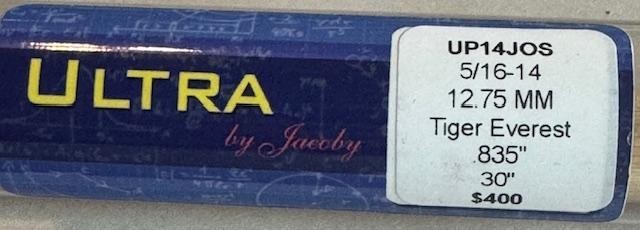 ULTRA
by Jacoby
UP14JOS
5/16-14
12.75 MM
Tiger Everest
.835"
30"
$400